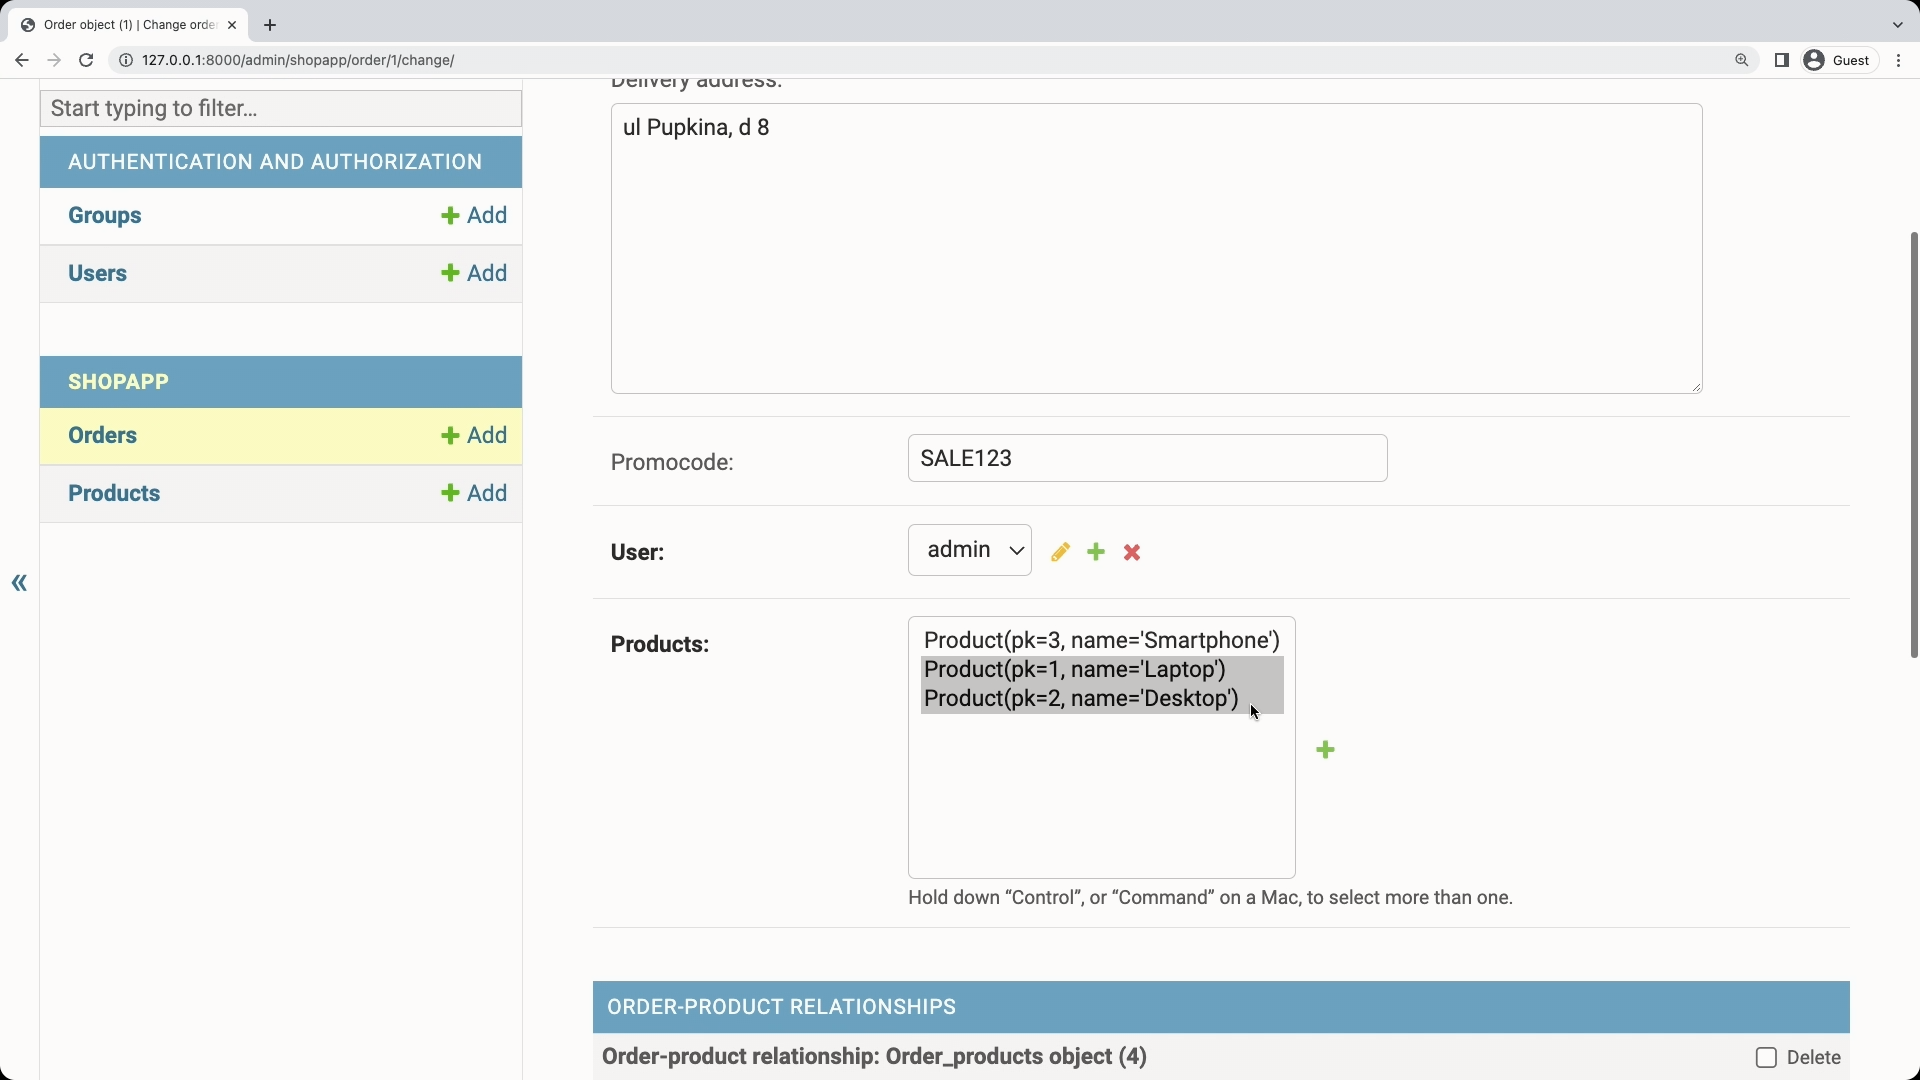 Order object (1) | Change orde
127.0.0.1:8000/admin/shopapp/order/1/change/
Guest
Start typing to filter…
AUTHENTICATION AND AUTHORIZATION
Groups
Add
Users
Add
SHOPAPP
Orders
Add
Products
Add
Delivery address:
ul Pupkina, d 8
Promocode:
SALE123
User:
admin
Products:
Product(pk=3, name='Smartphone')
Product(pk=1, name='Laptop')
Product(pk=2, name='Desktop')
Hold down “Control”, or “Command” on a Mac, to select more than one.
ORDER-PRODUCT RELATIONSHIPS
Order-product relationship: Order_products object (4)
Delete